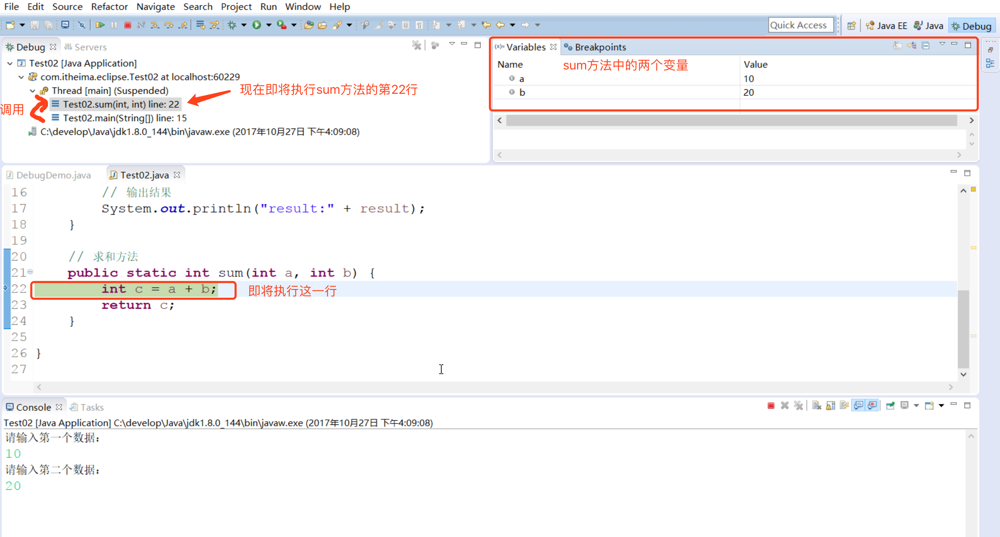 File Edit Source Refactor Navigate Search Project Run Window Help
Quick Access Java EE Java Debug
Debug Servers
Test02 [Java Application]
com.itheima.eclipse.Test02 at localhost:60229
Thread [main] (Suspended)
现在即将执行sum方法的第22行
调用
Test02.sum(int, int) line: 22
Test02.main(String[]) line: 15
C:\develop\Java\jdk1.8.0_144\bin\javaw.exe (2017年10月27日 下午4:09:08)
(x)= Variables Breakpoints
Name Value
sum方法中的两个变量
a 10
b 20
DebugDemo.java Test02.java
16 // 输出结果
17 System.out.println("result:" + result);
18 }
19
20 // 求和方法
21 public static int sum(int a, int b) {
22 int c = a + b; 即将执行这一行
23 return c;
24 }
25
26 }
27
Console Tasks
Test02 [Java Application] C:\develop\Java\jdk1.8.0_144\bin\javaw.exe (2017年10月27日 下午4:09:08)
请输入第一个数据：
10
请输入第二个数据：
20